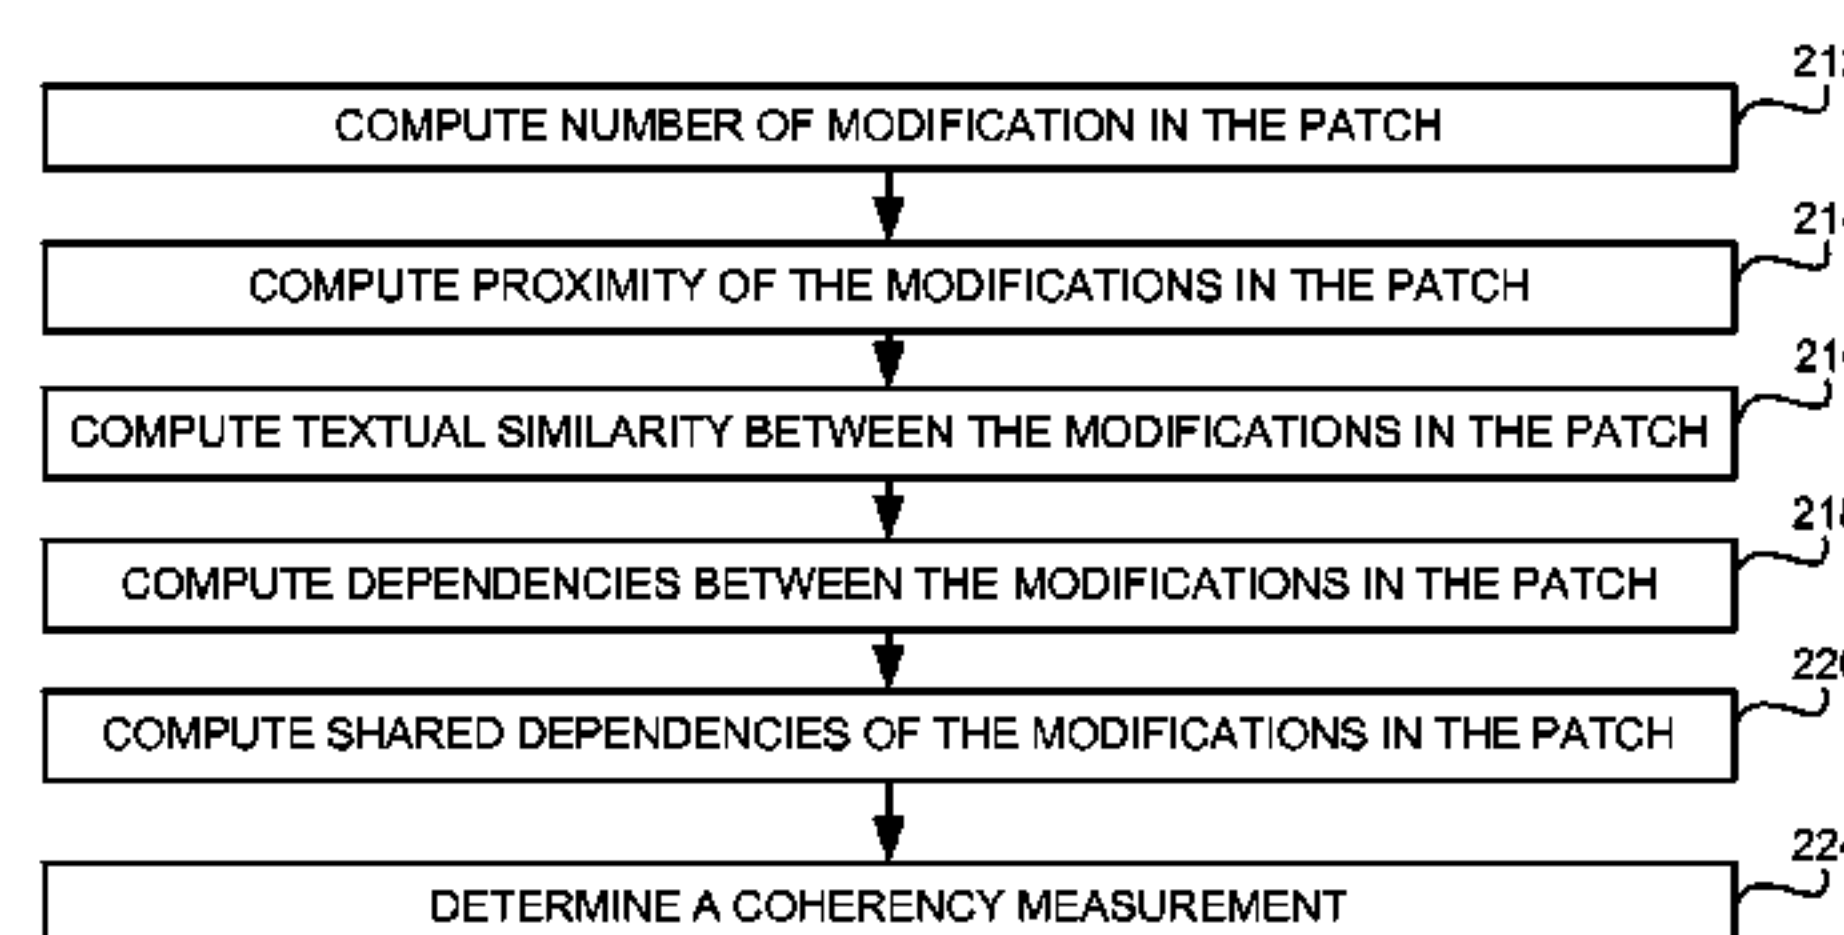 COMPUTE NUMBER OF MODIFICATION IN THE PATCH
COMPUTE PROXIMITY OF THE MODIFICATIONS IN THE PATCH
COMPUTE TEXTUAL SIMILARITY BETWEEN THE MODIFICATIONS IN THE PATCH
COMPUTE DEPENDENCIES BETWEEN THE MODIFICATIONS IN THE PATCH
COMPUTE SHARED DEPENDENCIES OF THE MODIFICATIONS IN THE PATCH
DETERMINE A COHERENCY MEASUREMENT